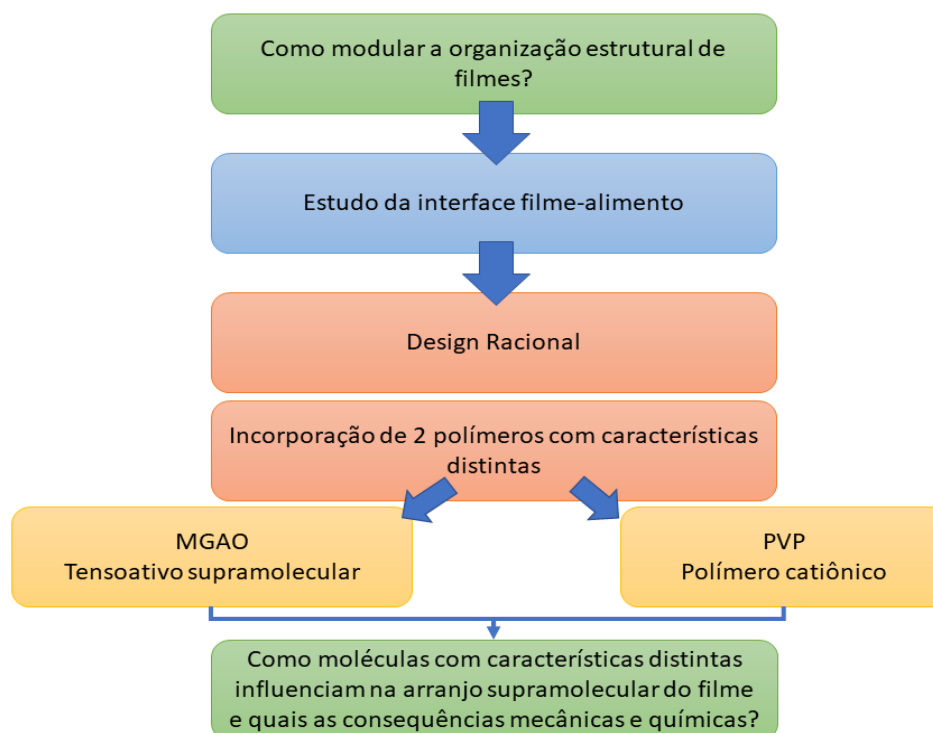 Como modular a organização estrutural de
filmes?
Estudo da interface filme-alimento
Design Racional
Incorporação de 2 polímeros com características
distintas
MGAO
Tensoativo supramolecular
PVP
Polímero catiônico
Como moléculas com características distintas
influenciam na arranjo supramolecular do filme
e quais as consequências mecânicas e químicas?